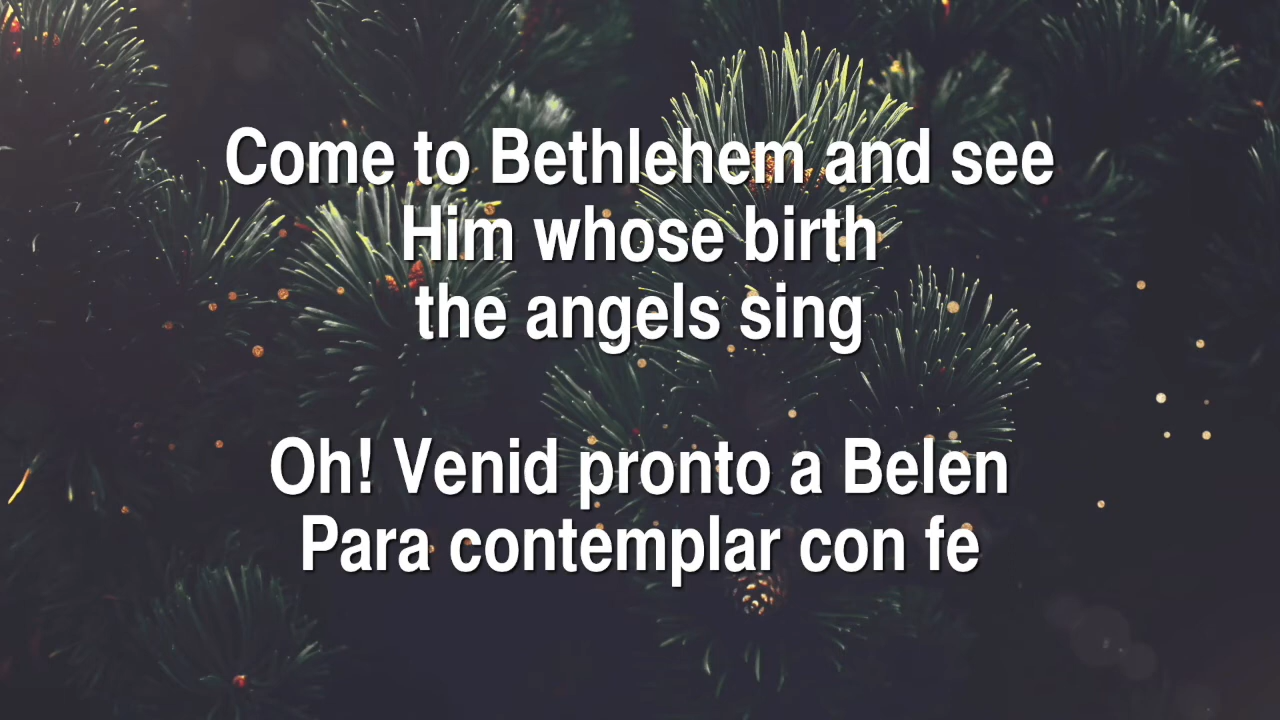 Come to Bethlehem and see
Him whose birth
the angels sing
Oh! Venid pronto a Belen
Para contemplar con fe